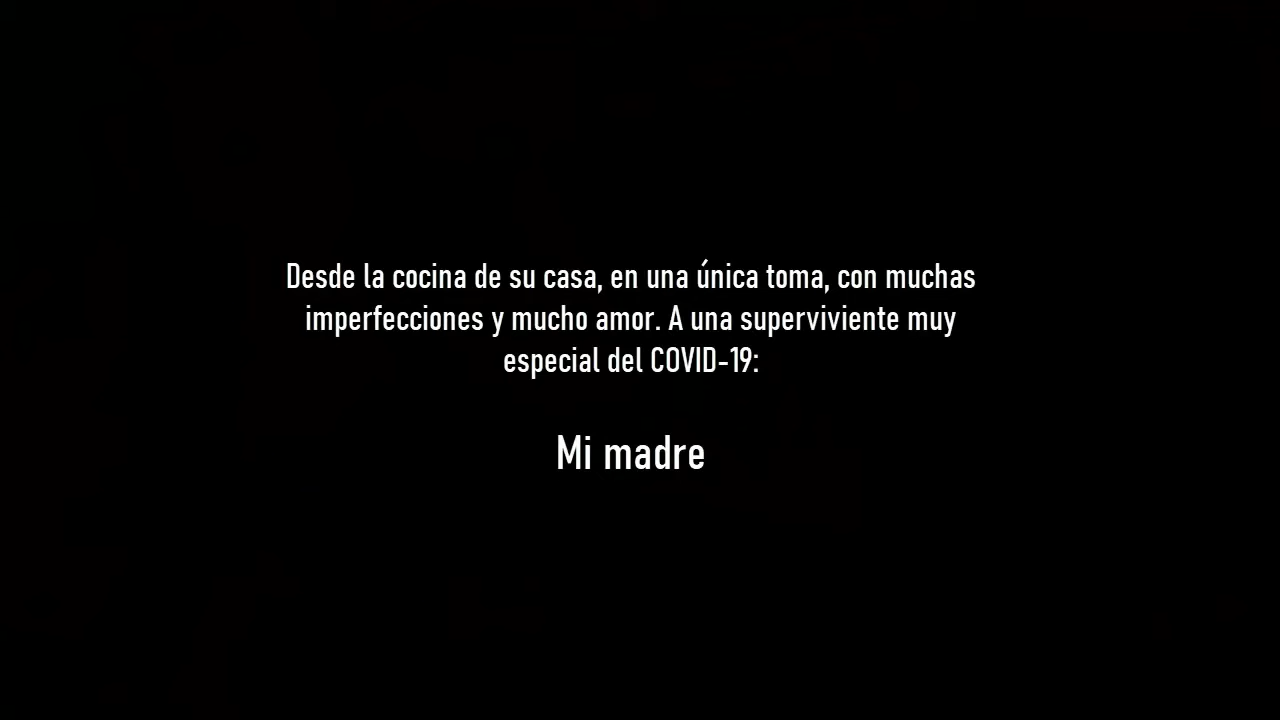 Desde la cocina de su casa, en una única toma, con muchas
imperfecciones y mucho amor. A una superviviente muy
especial del COVID-19:
Mi madre